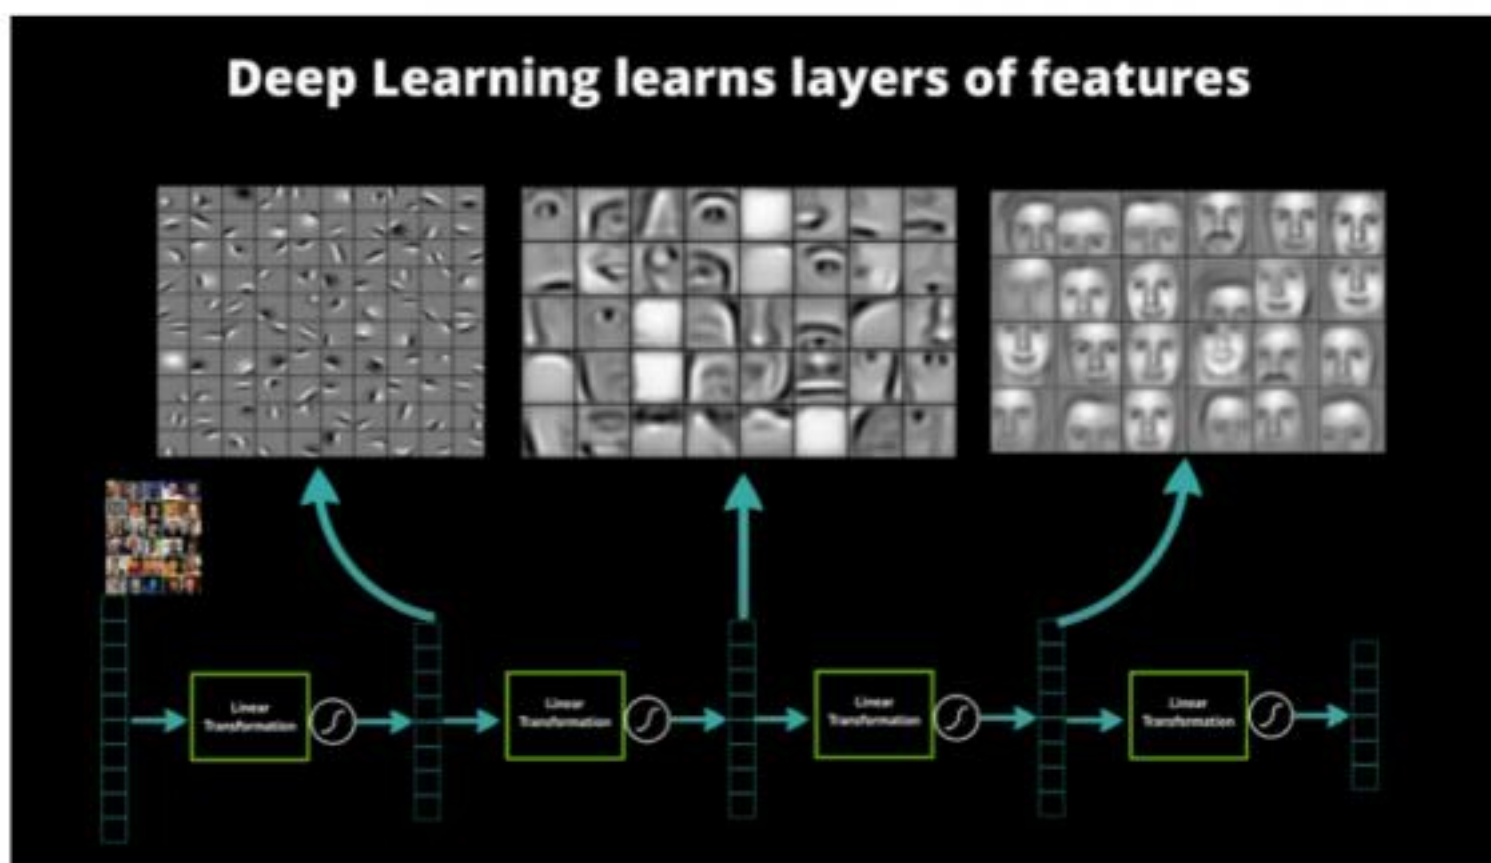 Deep Learning learns layers of features
Linear
Transformation
Linear
Transformation
Linear
Transformation
Linear
Transformation